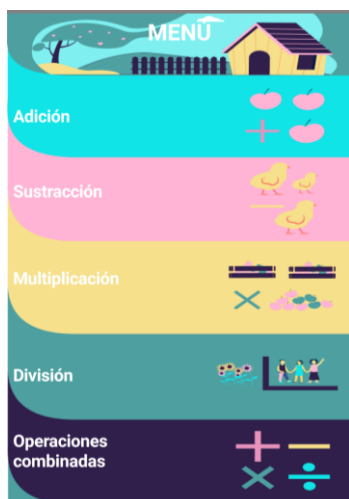 MENÚ
Adición
Sustracción
Multiplicación
División
Operaciones
combinadas